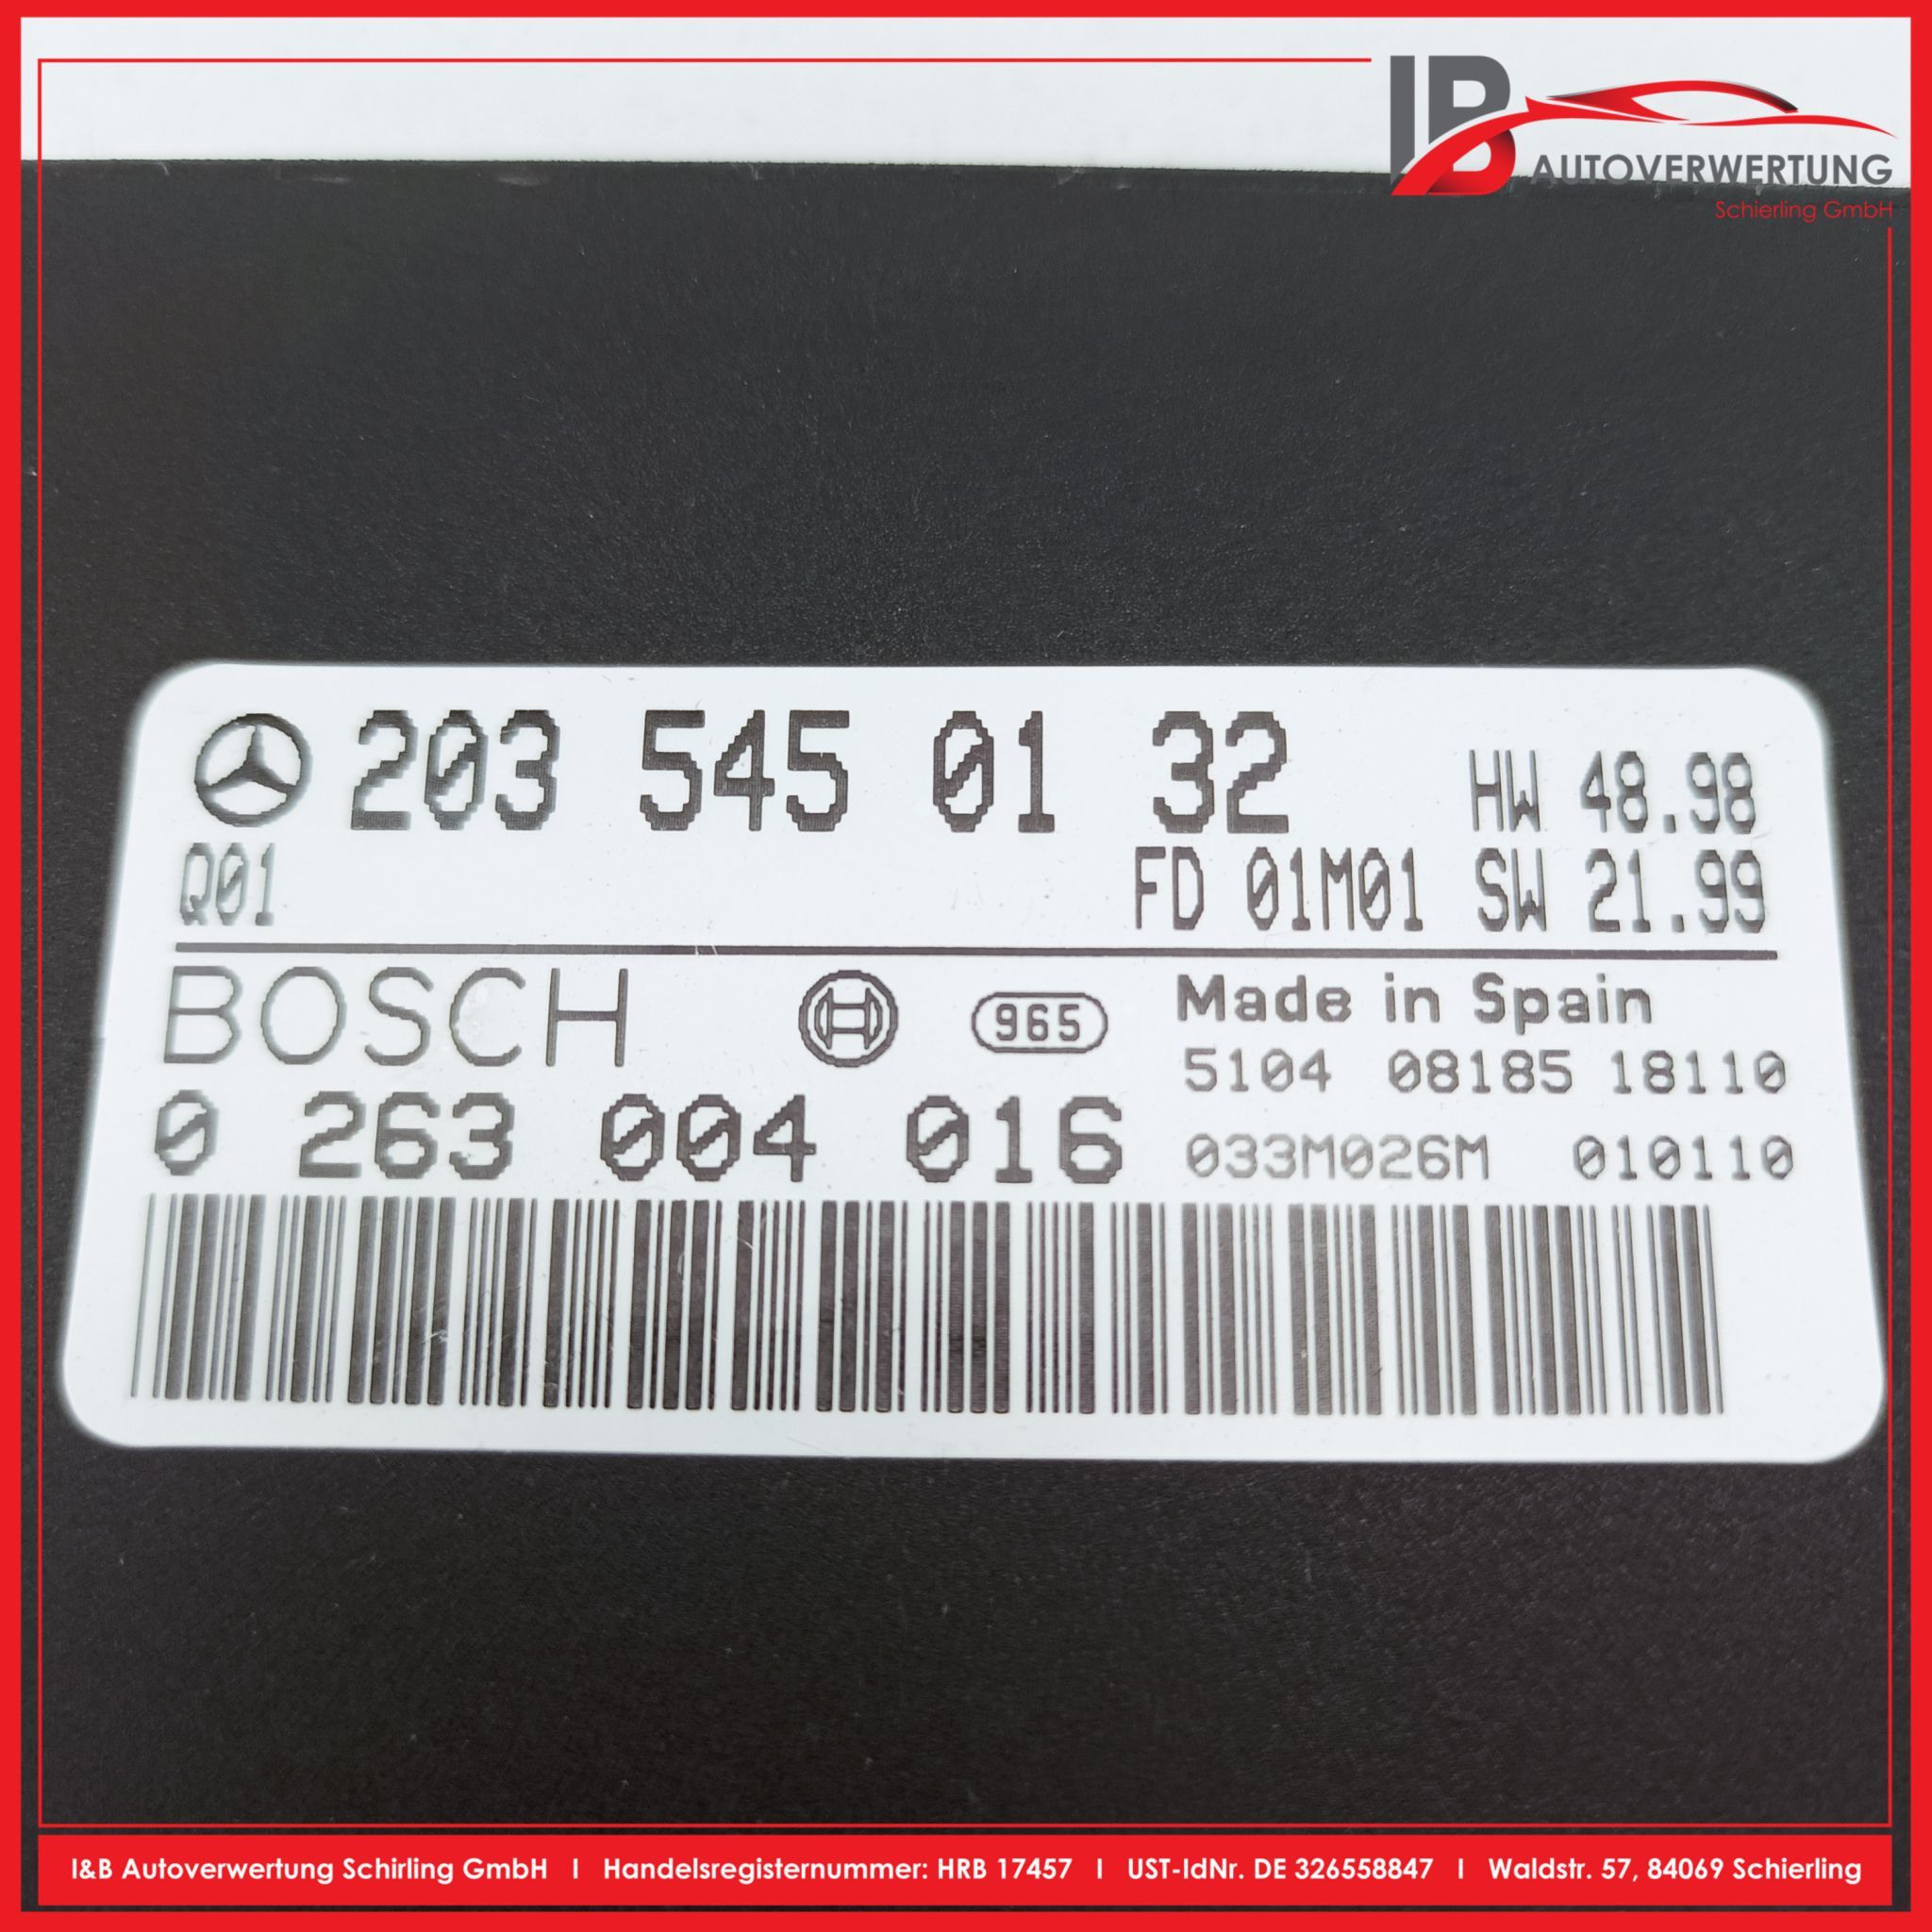 IB
AUTOVERWERTUNG
Schierling GmbH
203 545 01 32 HW 48.98
Q01 FD 01M01 SW 21.99
BOSCH 965 Made in Spain
5104 08185 18110
0 263 004 016 033M026M 010110
I&B Autoverwertung Schirling GmbH I Handelsregisternummer: HRB 17457 I UST-IdNr. DE 326558847 I Waldstr. 57, 84069 Schierling